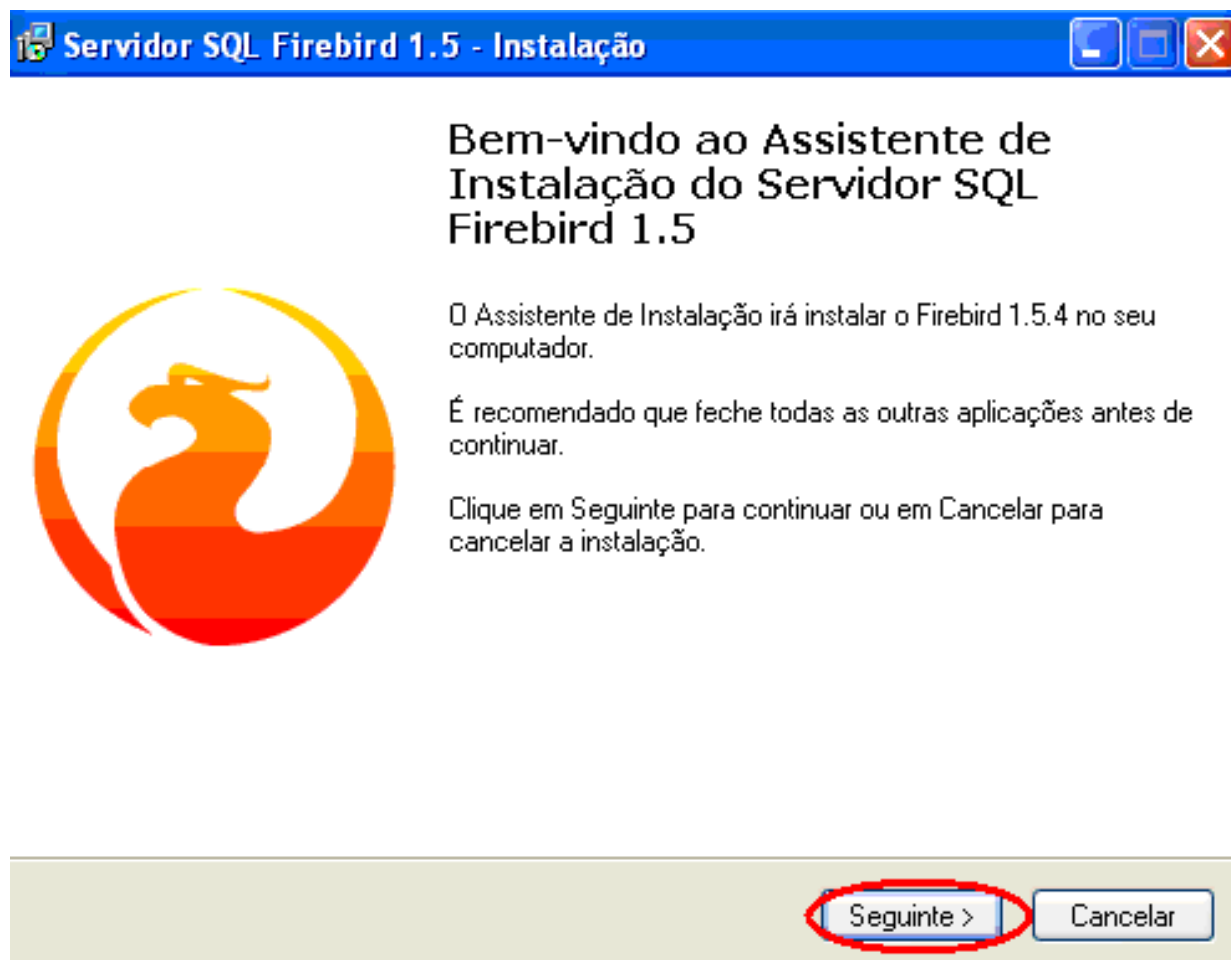 Servidor SQL Firebird 1.5 - Instalação
Bem-vindo ao Assistente de
Instalação do Servidor SQL
Firebird 1.5
O Assistente de Instalação irá instalar o Firebird 1.5.4 no seu
computador.
É recomendado que feche todas as outras aplicações antes de
continuar.
Clique em Seguinte para continuar ou em Cancelar para
cancelar a instalação.
Seguinte >
Cancelar